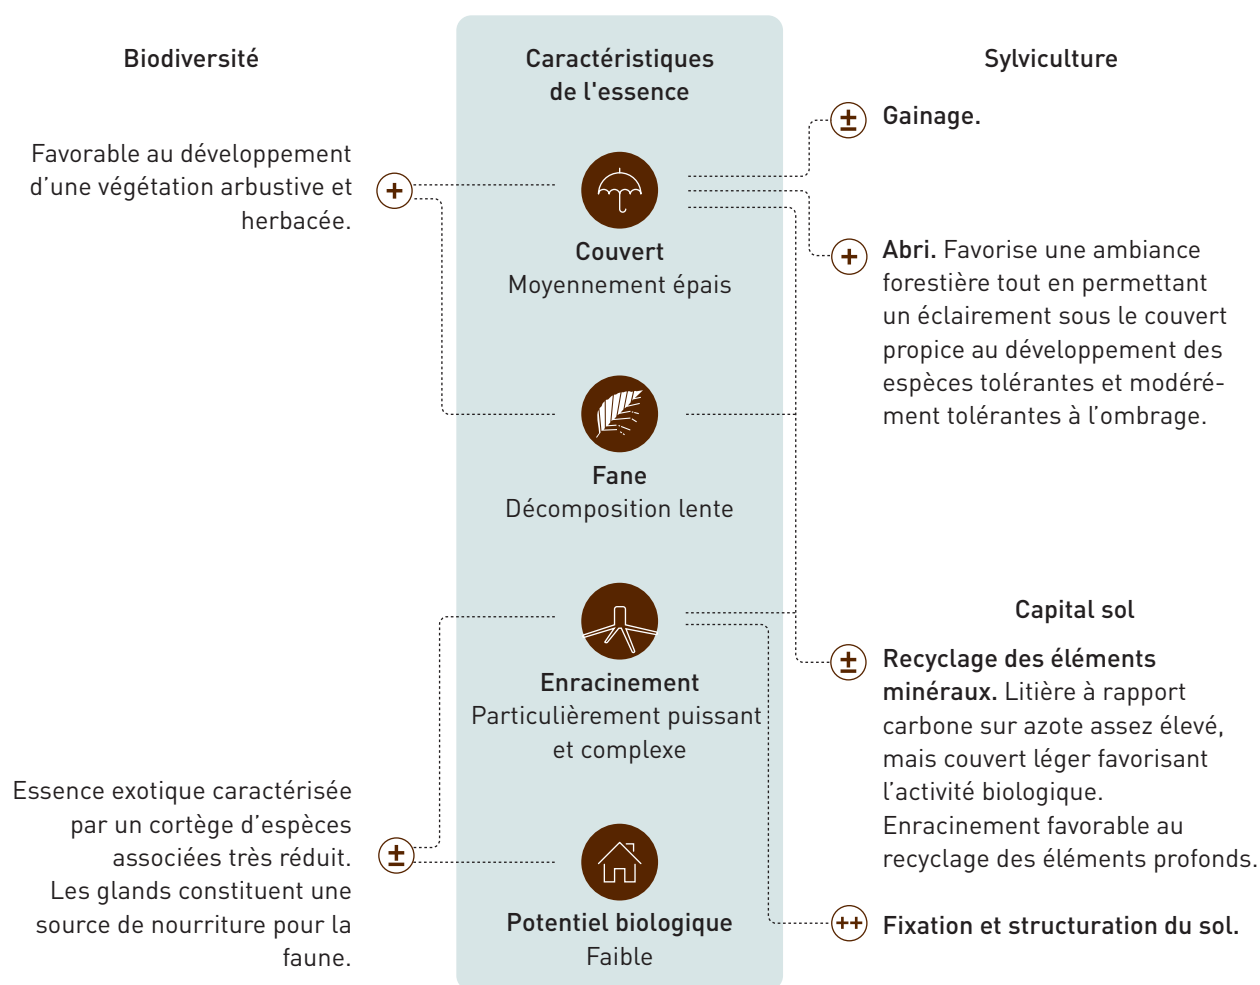 Biodiversité
Favorable au développement
d’une végétation arbustive et
herbacée.
+
Essence exotique caractérisée
par un cortège d’espèces
associées très réduit.
Les glands constituent une
source de nourriture pour la
faune.
±
Caractéristiques
de l'essence
Couvert
Moyennement épais
Fane
Décomposition lente
Enracinement
Particulièrement puissant
et complexe
Potentiel biologique
Faible
Sylviculture
±
Gainage.
+
Abri. Favorise une ambiance
forestière tout en permettant
un éclairement sous le couvert
propice au développement des
espèces tolérantes et modéré-
ment tolérantes à l’ombrage.
Capital sol
±
Recyclage des éléments
minéraux. Litière à rapport
carbone sur azote assez élevé,
mais couvert léger favorisant
l’activité biologique.
Enracinement favorable au
recyclage des éléments profonds.
++
Fixation et structuration du sol.